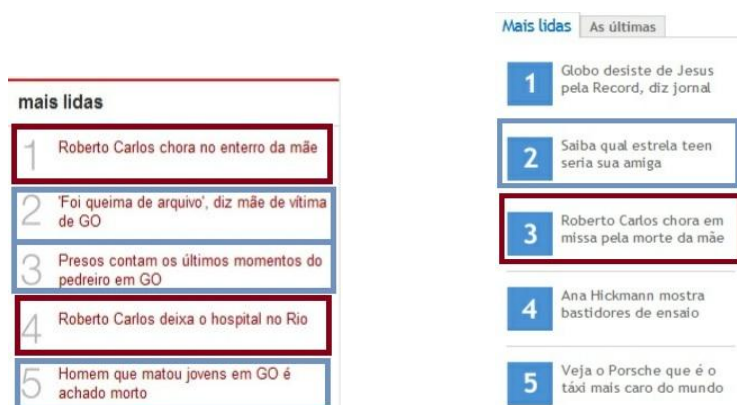 mais lidas
1
Roberto Carlos chora no enterro da mãe
2
'Foi queima de arquivo', diz mãe de vítima
de GO
3
Presos contam os últimos momentos do
pedreiro em GO
4
Roberto Carlos deixa o hospital no Rio
5
Homem que matou jovens em GO é
achado morto
Mais lidas
As últimas
1
Globo desiste de Jesus
pela Record, diz jornal
2
Saiba qual estrela teen
seria sua amiga
3
Roberto Carlos chora em
missa pela morte da mãe
4
Ana Hickmann mostra
bastidores de ensaio
5
Veja o Porsche que é o
táxi mais caro do mundo